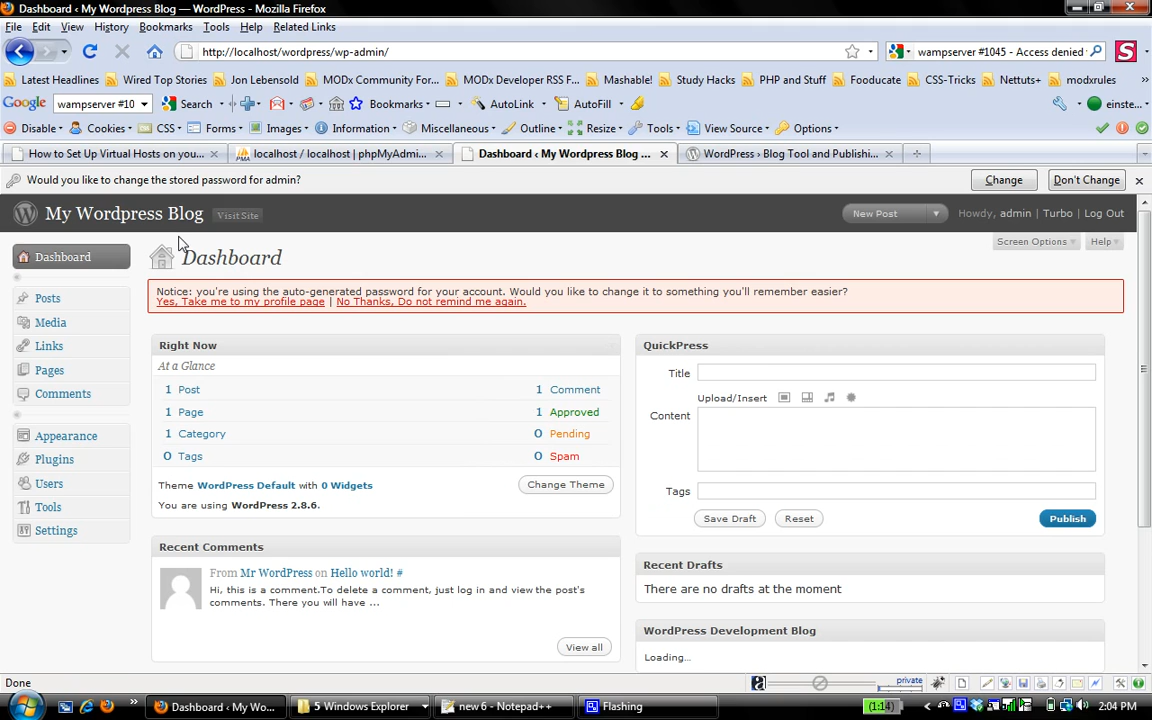 Dashboard ‹ My Wordpress Blog — WordPress - Mozilla Firefox
File Edit View History Bookmarks Tools Help Related Links
http://localhost/wordpress/wp-admin/ wampserver #1045 - Access denied
Latest Headlines Wired Top Stories Jon Lebensold MODx Community For... MODx Developer RSS F... Mashable! Study Hacks PHP and Stuff Fooducate CSS-Tricks Nettuts+ modxrules
Google wampserver #10 Search Bookmarks AutoLink AutoFill einste...
Disable Cookies CSS Forms Images Information Miscellaneous Outline Resize Tools View Source Options
How to Set Up Virtual Hosts on you... localhost / localhost | phpMyAdmi... Dashboard ‹ My Wordpress Blog ... WordPress › Blog Tool and Publishi...
Would you like to change the stored password for admin? Change Don't Change
My Wordpress Blog Visit Site New Post Howdy, admin | Turbo | Log Out
Screen Options Help
Dashboard
Dashboard
Notice: you're using the auto-generated password for your account. Would you like to change it to something you'll remember easier?
Yes, Take me to my profile page | No Thanks, Do not remind me again.
Posts
Media
Links
Pages
Comments
Appearance
Plugins
Users
Tools
Settings
Right Now
At a Glance
1 Post 1 Comment
1 Page 1 Approved
1 Category 0 Pending
0 Tags 0 Spam
Theme WordPress Default with 0 Widgets Change Theme
You are using WordPress 2.8.6.
Recent Comments
From Mr WordPress on Hello world! #
Hi, this is a comment.To delete a comment, just log in and view the post's
comments. There you will have ...
View all
QuickPress
Title
Upload/Insert
Content
Tags
Save Draft Reset Publish
Recent Drafts
There are no drafts at the moment
WordPress Development Blog
Loading...
Done private
Dashboard ‹ My Wo... 5 Windows Explorer new 6 - Notepad++ Flashing (1:14) 2:04 PM